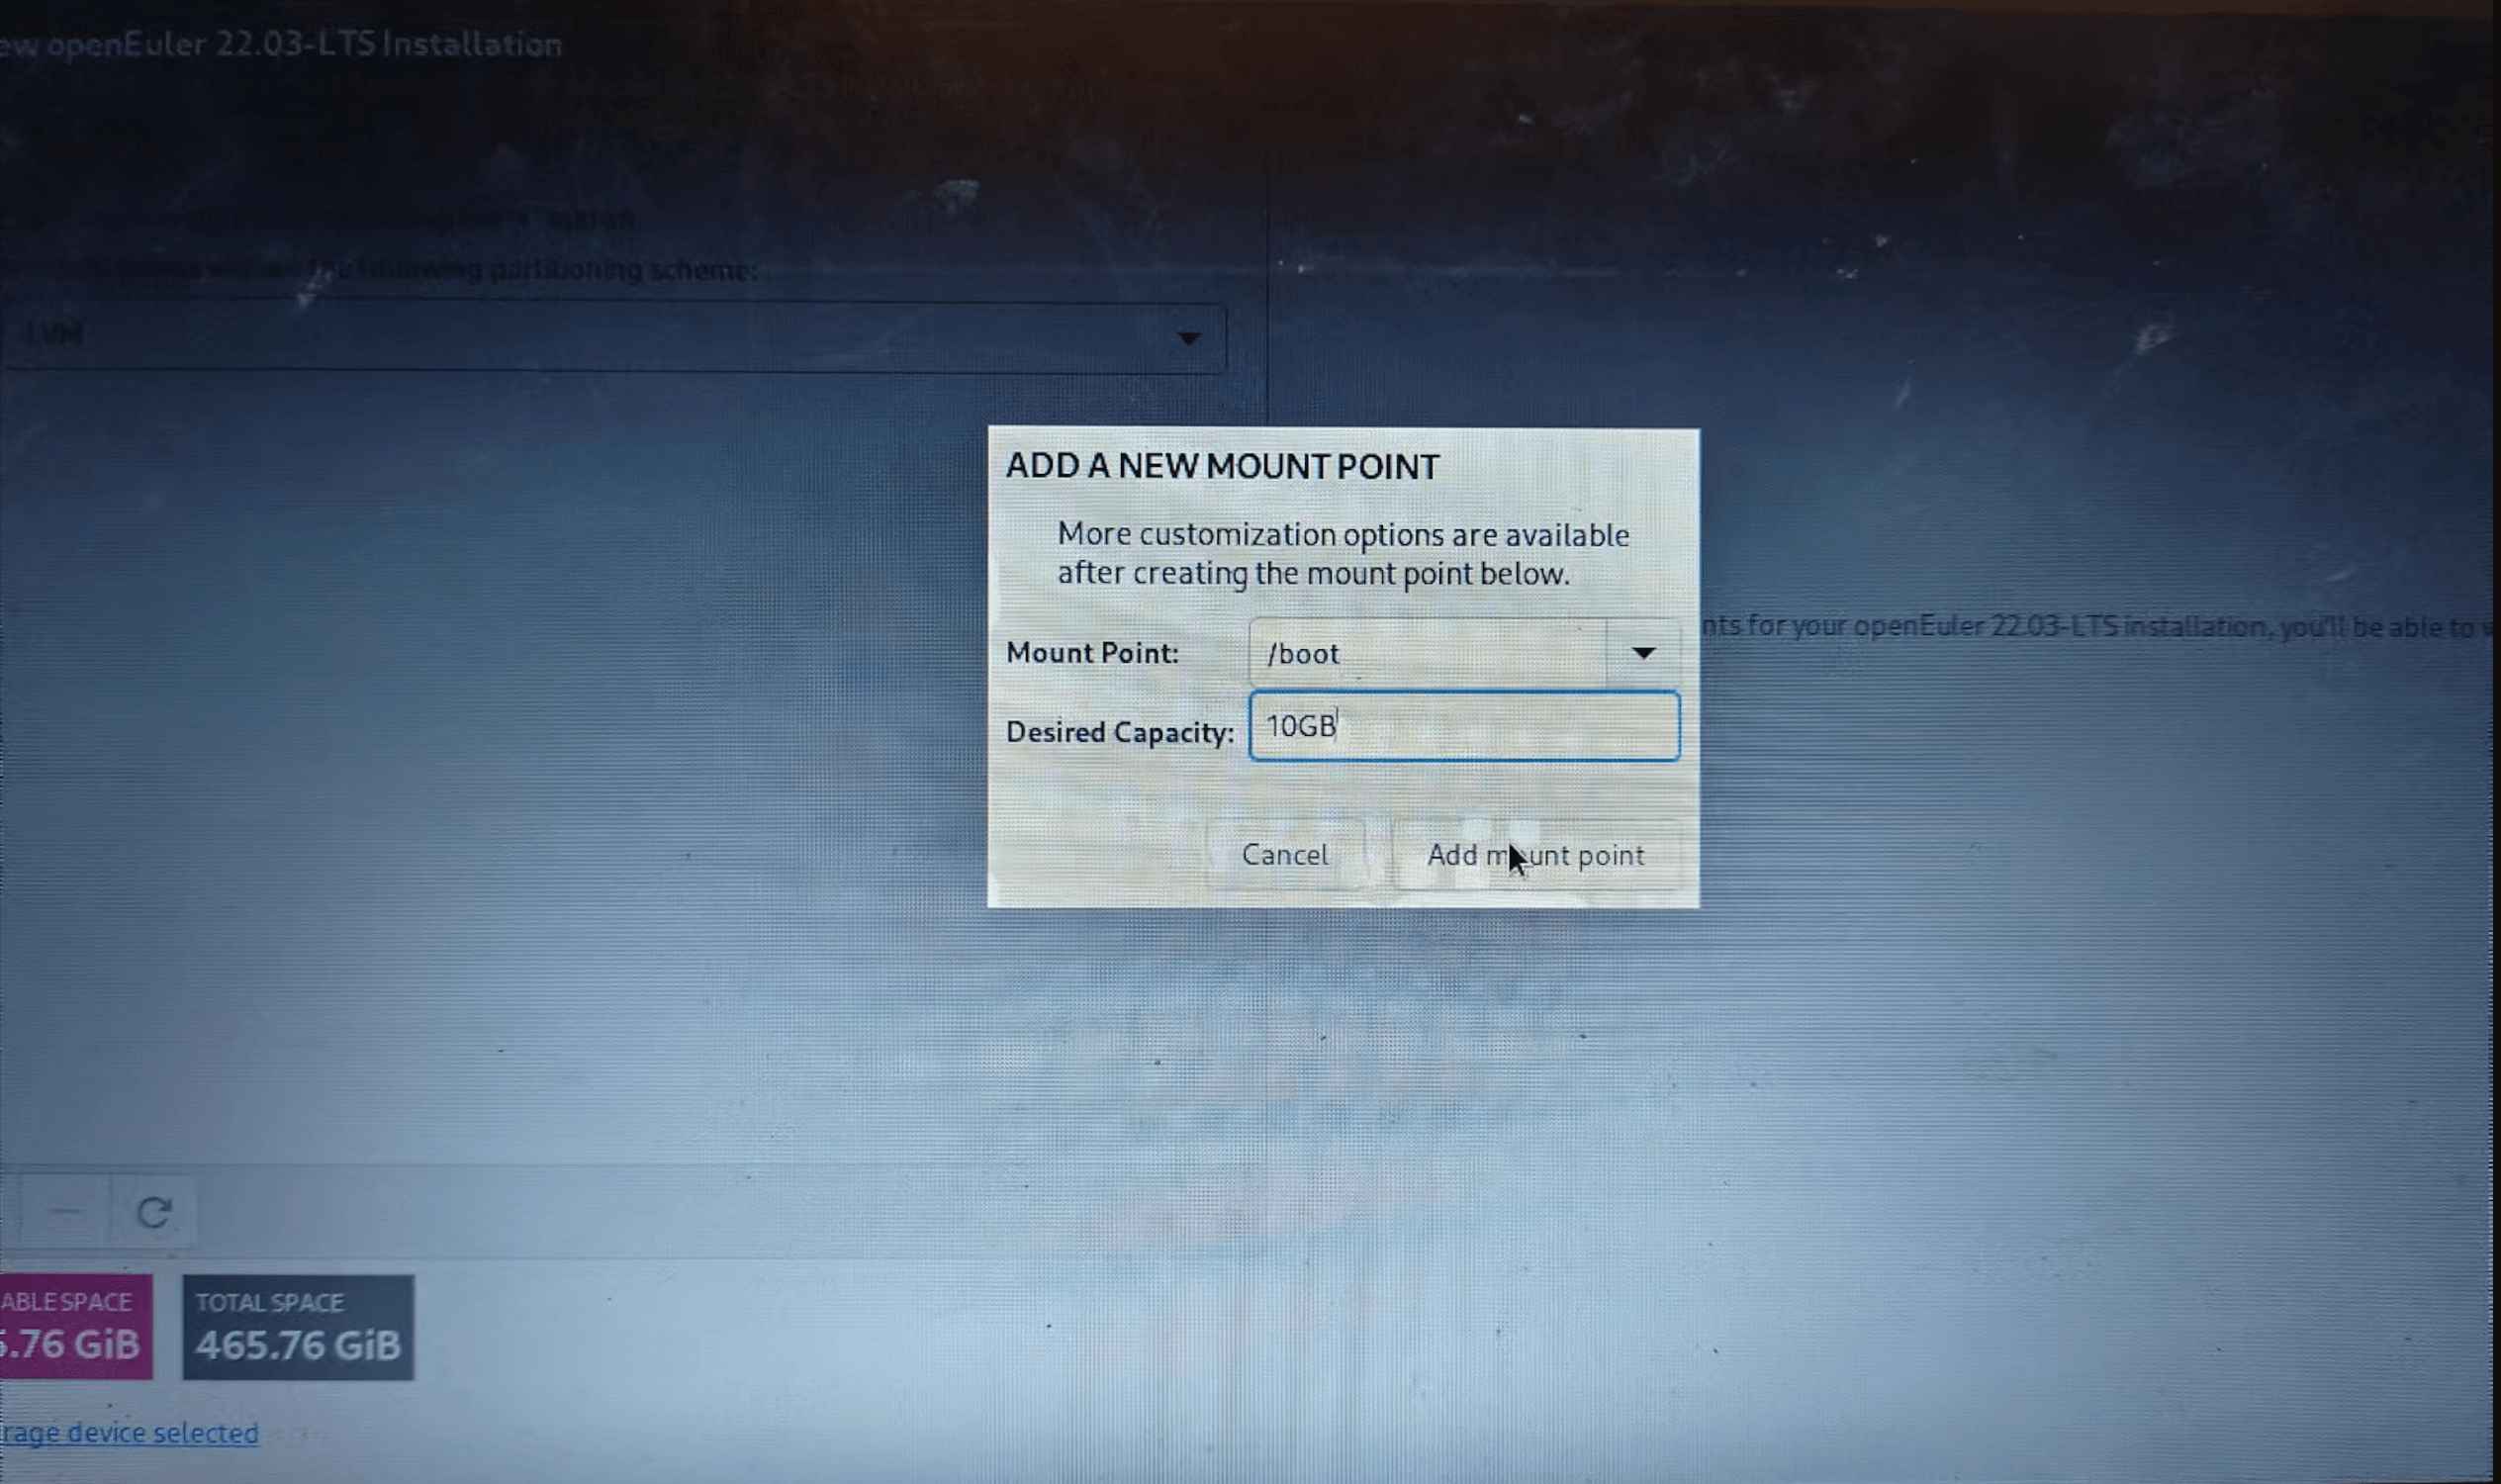 ew openEuler 22.03-LTS Installation
the following partitioning scheme:
LVM
ADD A NEW MOUNT POINT
More customization options are available
after creating the mount point below.
nts for your openEuler 22.03-LTS installation, you'll be able to
Mount Point:
/boot
Desired Capacity:
10GB
Cancel
Add mount point
ABLE SPACE
.76 GiB
TOTAL SPACE
465.76 GiB
rage device selected